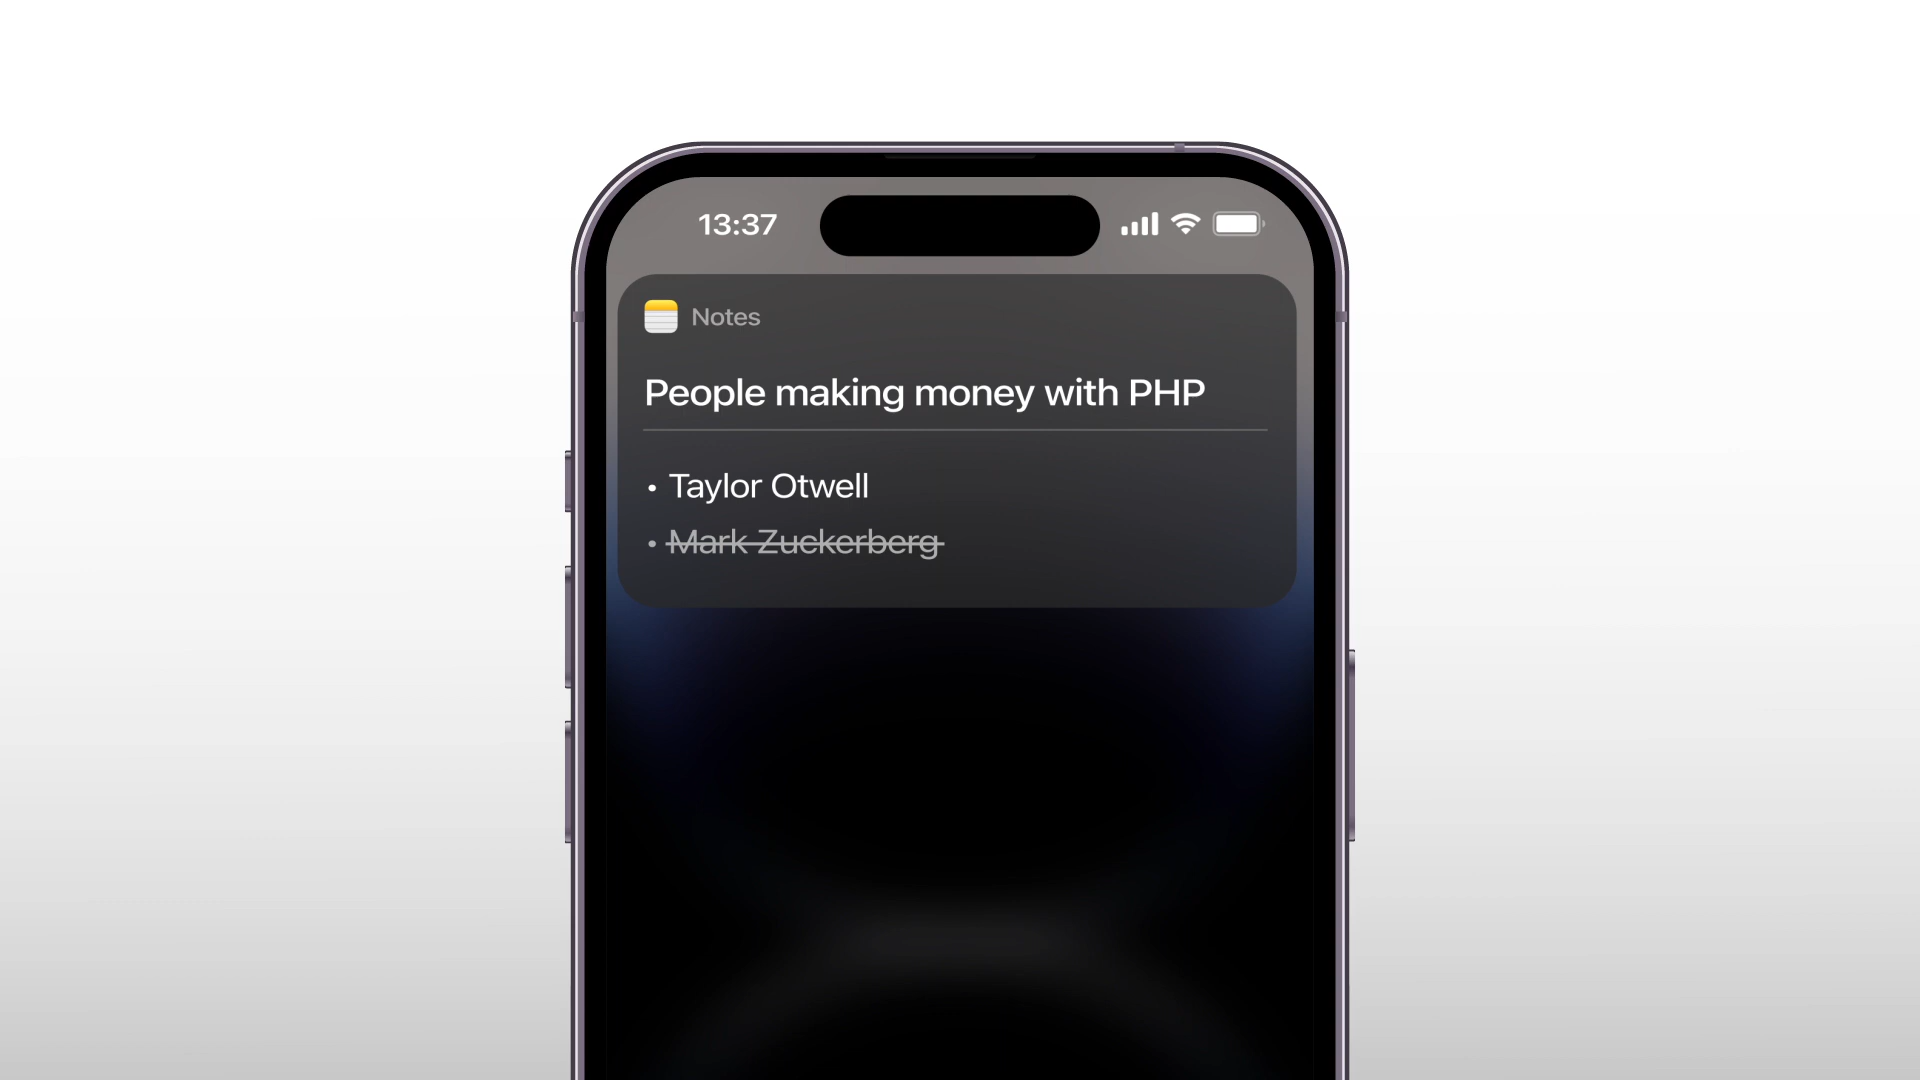 13:37
Notes
People making money with PHP
• Taylor Otwell
• Mark Zuckerberg